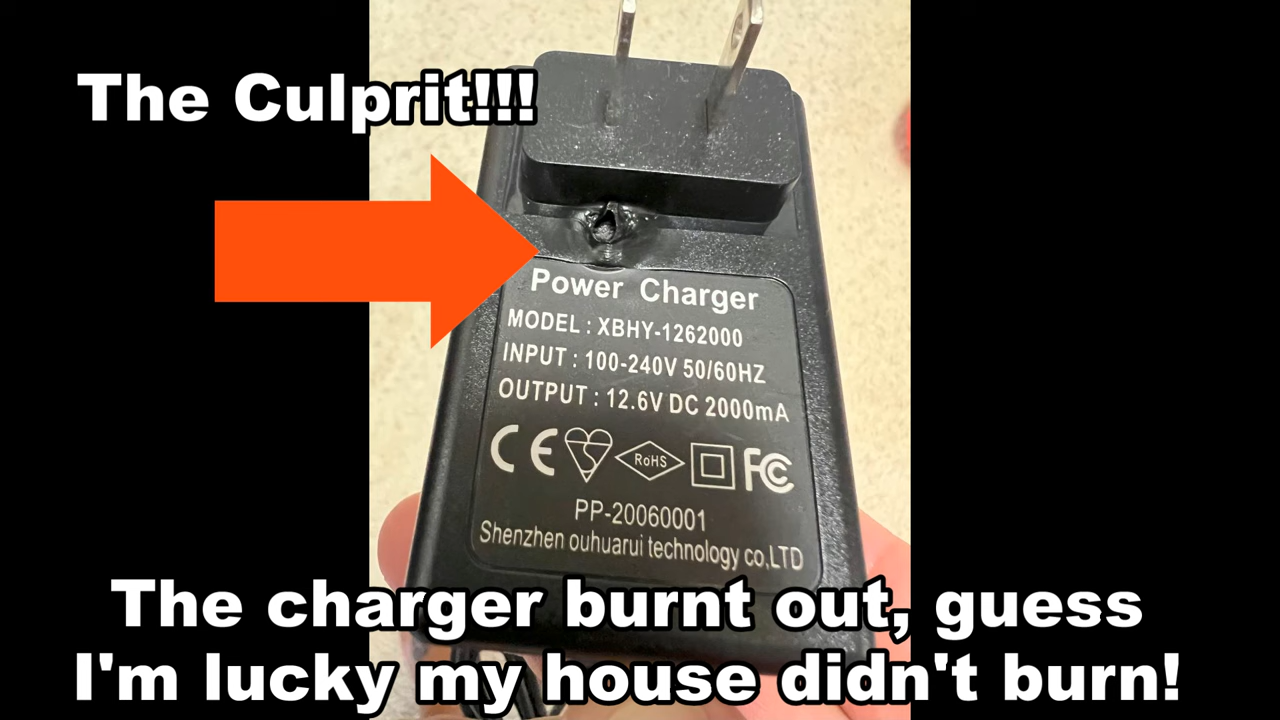 The Culprit!!!
Power Charger
MODEL : XBHY-1262000
INPUT : 100-240V 50/60HZ
OUTPUT : 12.6V DC 2000mA
CE RoHS FC
PP-20060001
Shenzhen ouhuarui technology co,LTD
The charger burnt out, guess
I'm lucky my house didn't burn!